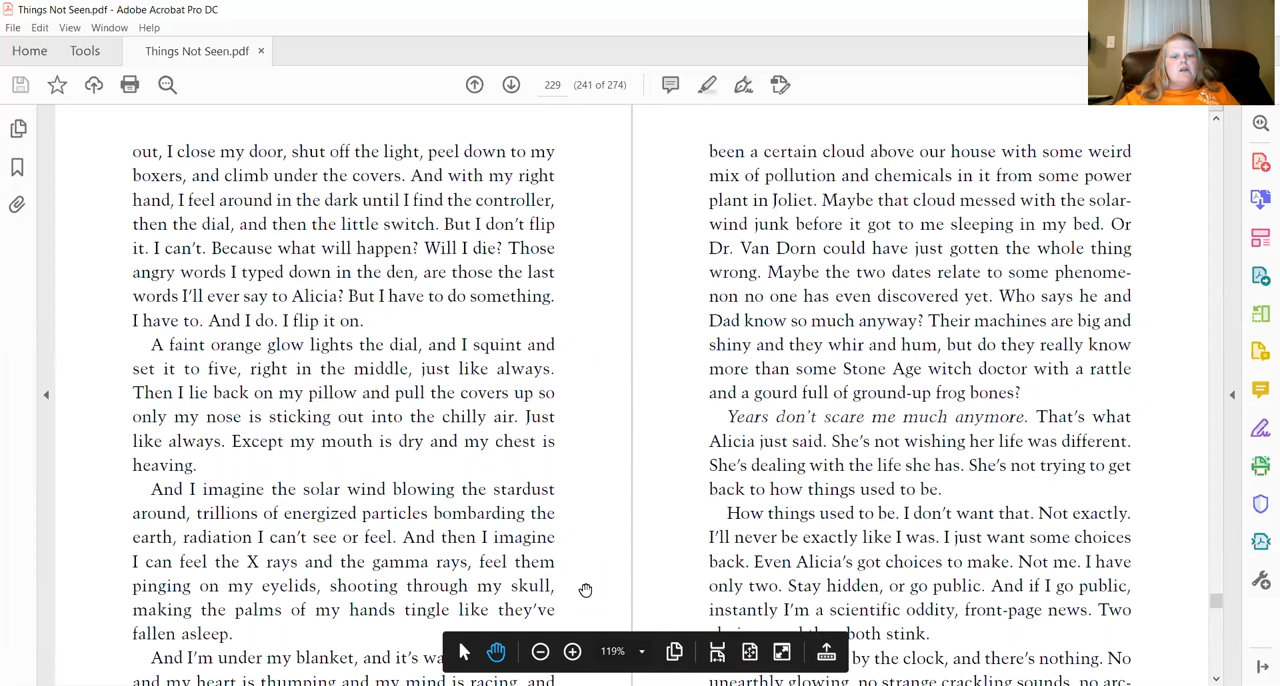 Things Not Seen.pdf - Adobe Acrobat Pro DC
File Edit View Window Help
Home Tools Things Not Seen.pdf ×
229 (241 of 274)
out, I close my door, shut off the light, peel down to my
boxers, and climb under the covers. And with my right
hand, I feel around in the dark until I find the controller,
then the dial, and then the little switch. But I don't flip
it. I can't. Because what will happen? Will I die? Those
angry words I typed down in the den, are those the last
words I'll ever say to Alicia? But I have to do something.
I have to. And I do. I flip it on.
A faint orange glow lights the dial, and I squint and
set it to five, right in the middle, just like always.
Then I lie back on my pillow and pull the covers up so
only my nose is sticking out into the chilly air. Just
like always. Except my mouth is dry and my chest is
heaving.
And I imagine the solar wind blowing the stardust
around, trillions of energized particles bombarding the
earth, radiation I can't see or feel. And then I imagine
I can feel the X rays and the gamma rays, feel them
pinging on my eyelids, shooting through my skull,
making the palms of my hands tingle like they've
fallen asleep.
And I'm under my blanket, and it's
and my heart is thumping and my mind is racing, and
been a certain cloud above our house with some weird
mix of pollution and chemicals in it from some power
plant in Joliet. Maybe that cloud messed with the solar-
wind junk before it got to me sleeping in my bed. Or
Dr. Van Dorn could have just gotten the whole thing
wrong. Maybe the two dates relate to some phenome-
non no one has even discovered yet. Who says he and
Dad know so much anyway? Their machines are big and
shiny and they whir and hum, but do they really know
more than some Stone Age witch doctor with a rattle
and a gourd full of ground-up frog bones?
Years don't scare me much anymore. That's what
Alicia just said. She's not wishing her life was different.
She's dealing with the life she has. She's not trying to get
back to how things used to be.
How things used to be. I don't want that. Not exactly.
I'll never be exactly like I was. I just want some choices
back. Even Alicia's got choices to make. Not me. I have
only two. Stay hidden, or go public. And if I go public,
instantly I'm a scientific oddity, front-page news. Two
both stink.
by the clock, and there's nothing. No
unearthly glowing, no strange crackling sounds, no arc-
119%